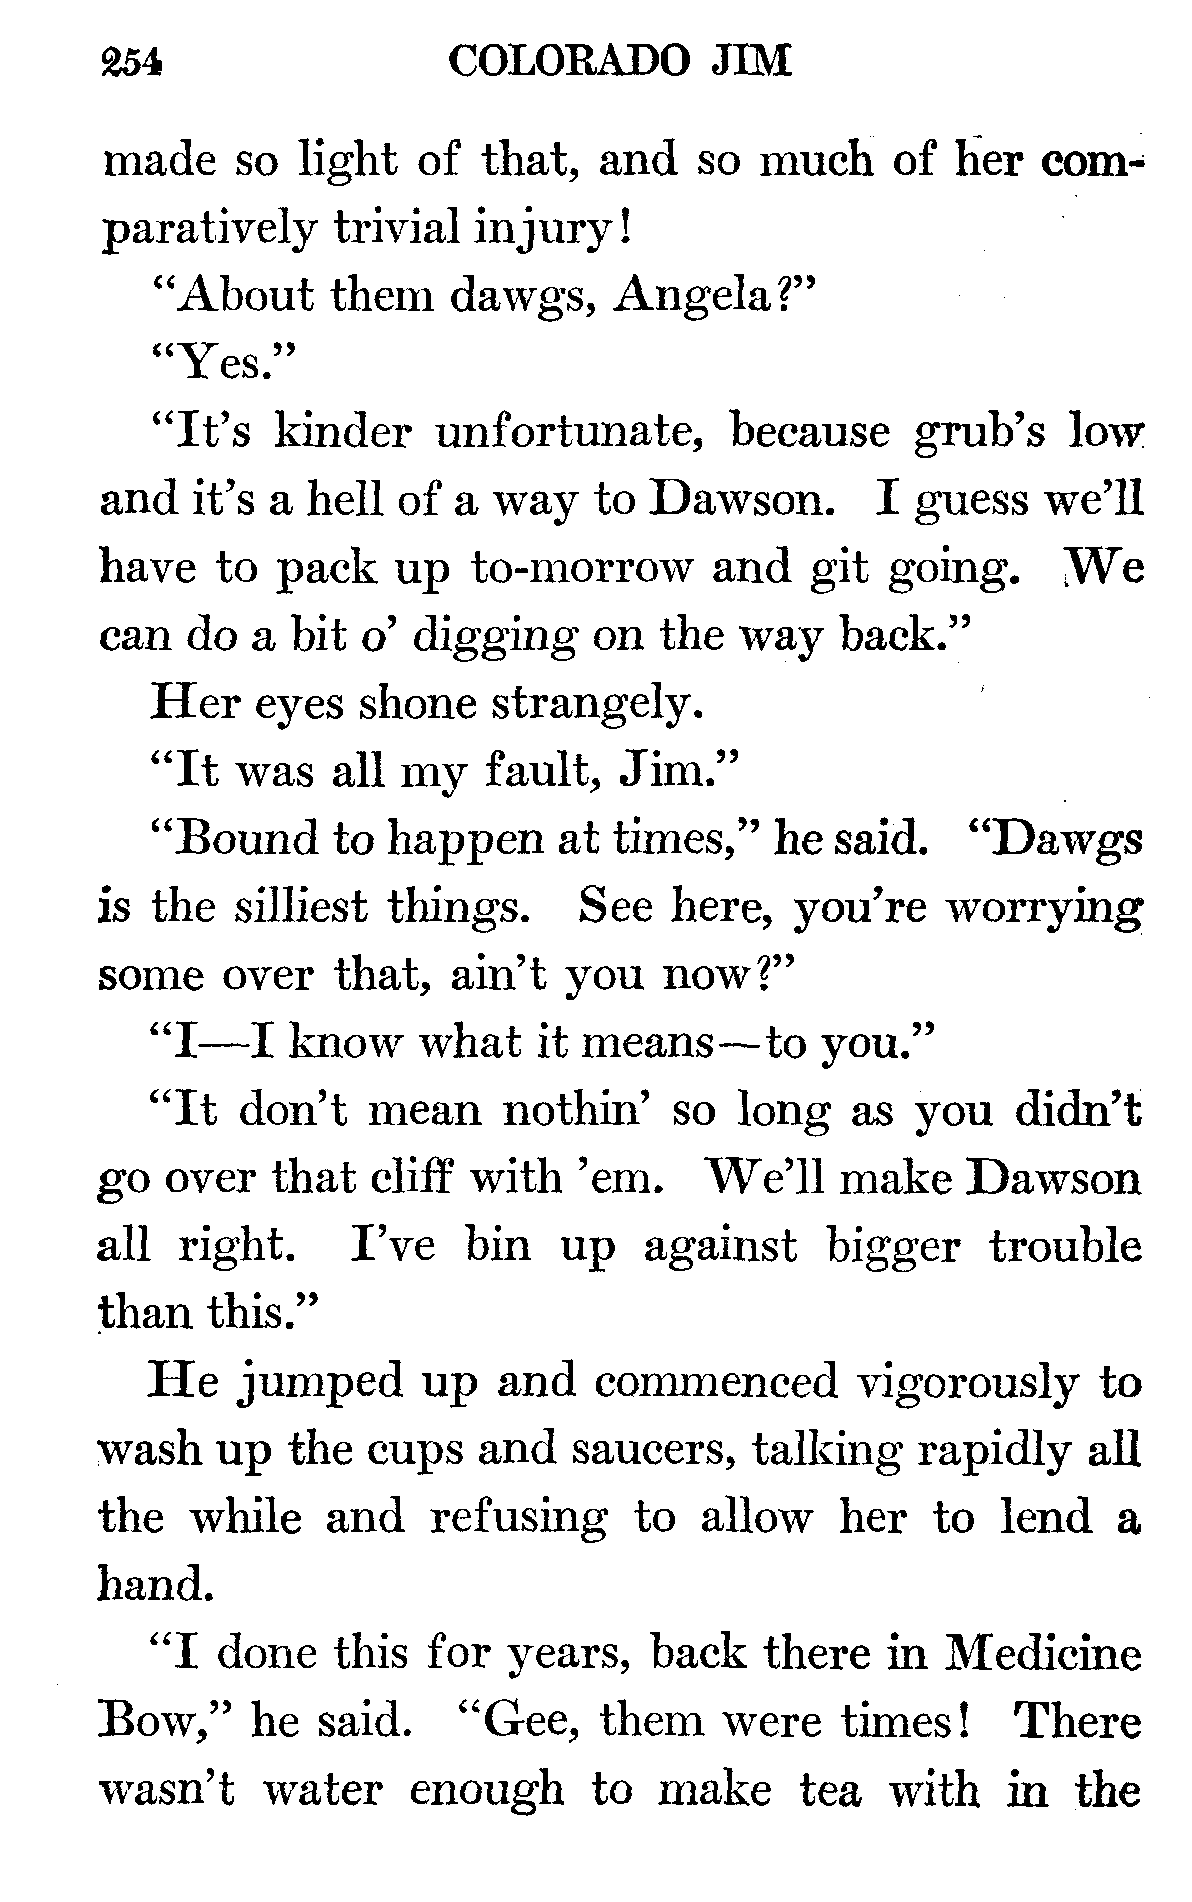 254 COLORADO JIM
made so light of that, and so much of her com-
paratively trivial injury!
“About them dawgs, Angela?”
“Yes.”
“It’s kinder unfortunate, because grub’s low
and it’s a hell of a way to Dawson. I guess we’ll
have to pack up to-morrow and git going. We
can do a bit o’ digging on the way back.”
Her eyes shone strangely.
“It was all my fault, Jim.”
“Bound to happen at times,” he said. “Dawgs
is the silliest things. See here, you’re worrying
some over that, ain’t you now?”
“I—I know what it means—to you.”
“It don’t mean nothin’ so long as you didn’t
go over that cliff with ’em. We’ll make Dawson
all right. I’ve bin up against bigger trouble
than this.”
He jumped up and commenced vigorously to
wash up the cups and saucers, talking rapidly all
the while and refusing to allow her to lend a
hand.
“I done this for years, back there in Medicine
Bow,” he said. “Gee, them were times! There
wasn’t water enough to make tea with in the